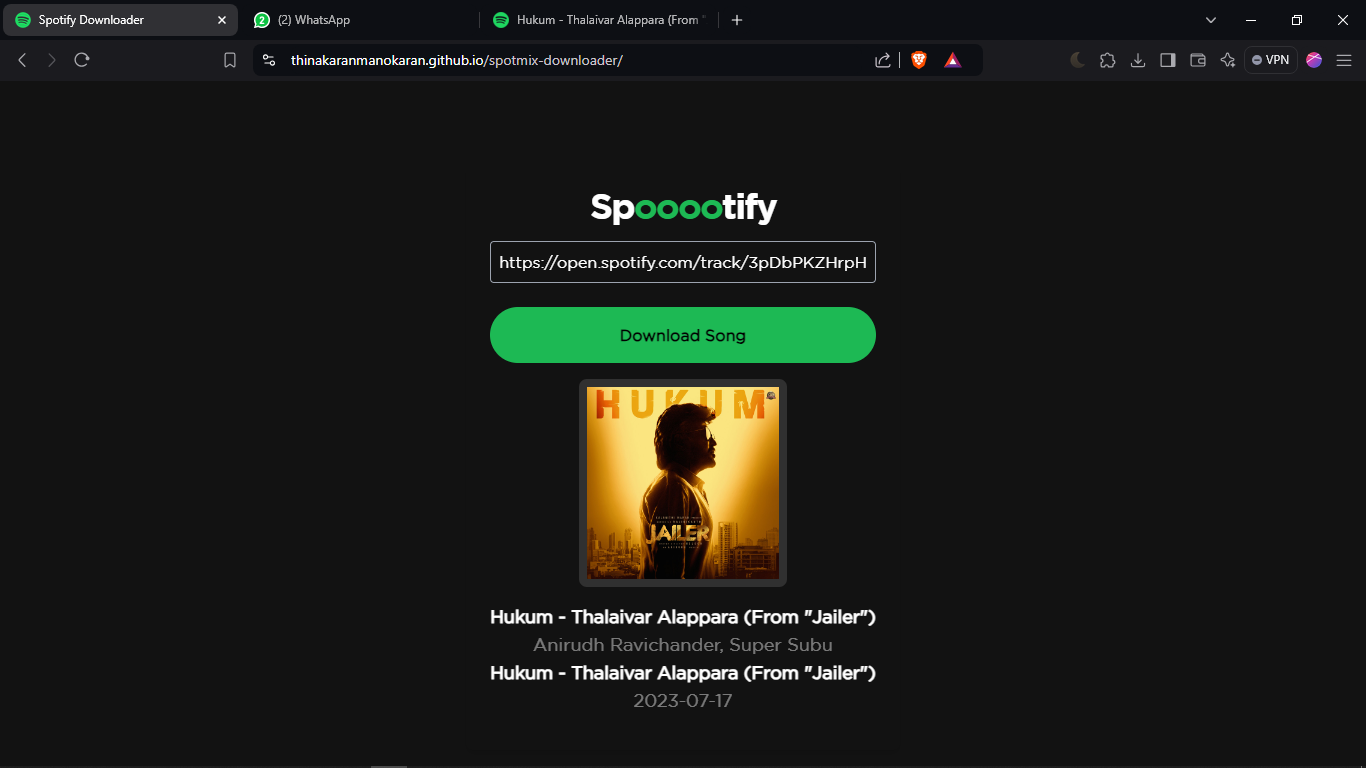 Spotify Downloader
(2) WhatsApp
Hukum - Thalaivar Alappara (From "
thinakaranmanokaran.github.io/spotmix-downloader/
VPN
Spooootify
https://open.spotify.com/track/3pDbPKZHrpH
Download Song
HUKUM
JAILER
Hukum - Thalaivar Alappara (From "Jailer")
Anirudh Ravichander, Super Subu
Hukum - Thalaivar Alappara (From "Jailer")
2023-07-17